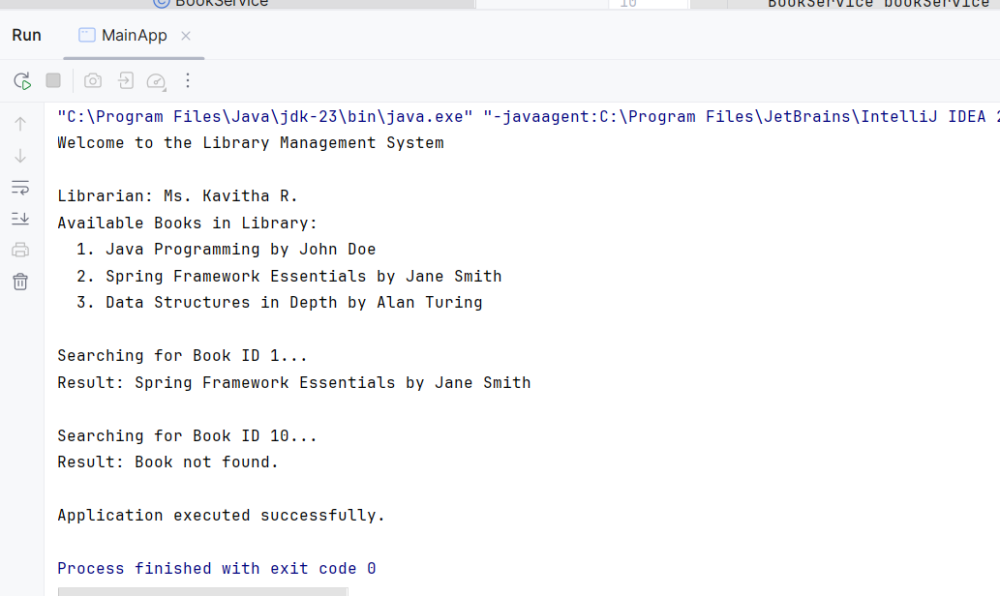 BookService
10
BookService bookService
Run
MainApp
"C:\Program Files\Java\jdk-23\bin\java.exe" "-javaagent:C:\Program Files\JetBrains\IntelliJ IDEA 2
Welcome to the Library Management System
Librarian: Ms. Kavitha R.
Available Books in Library:
1. Java Programming by John Doe
2. Spring Framework Essentials by Jane Smith
3. Data Structures in Depth by Alan Turing
Searching for Book ID 1...
Result: Spring Framework Essentials by Jane Smith
Searching for Book ID 10...
Result: Book not found.
Application executed successfully.
Process finished with exit code 0